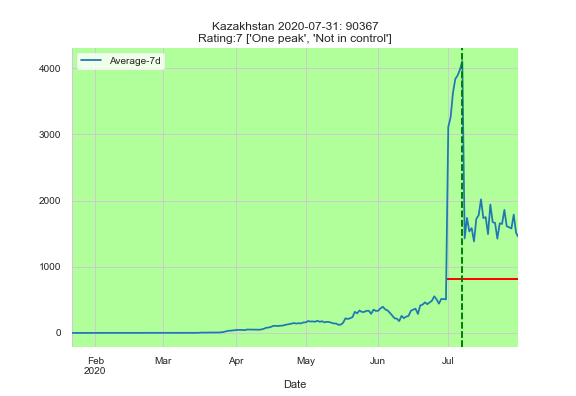 Kazakhstan 2020-07-31: 90367
Rating:7 ['One peak', 'Not in control']
Average-7d
4000
3000
2000
1000
0
Feb Mar Apr May Jun Jul
2020
Date